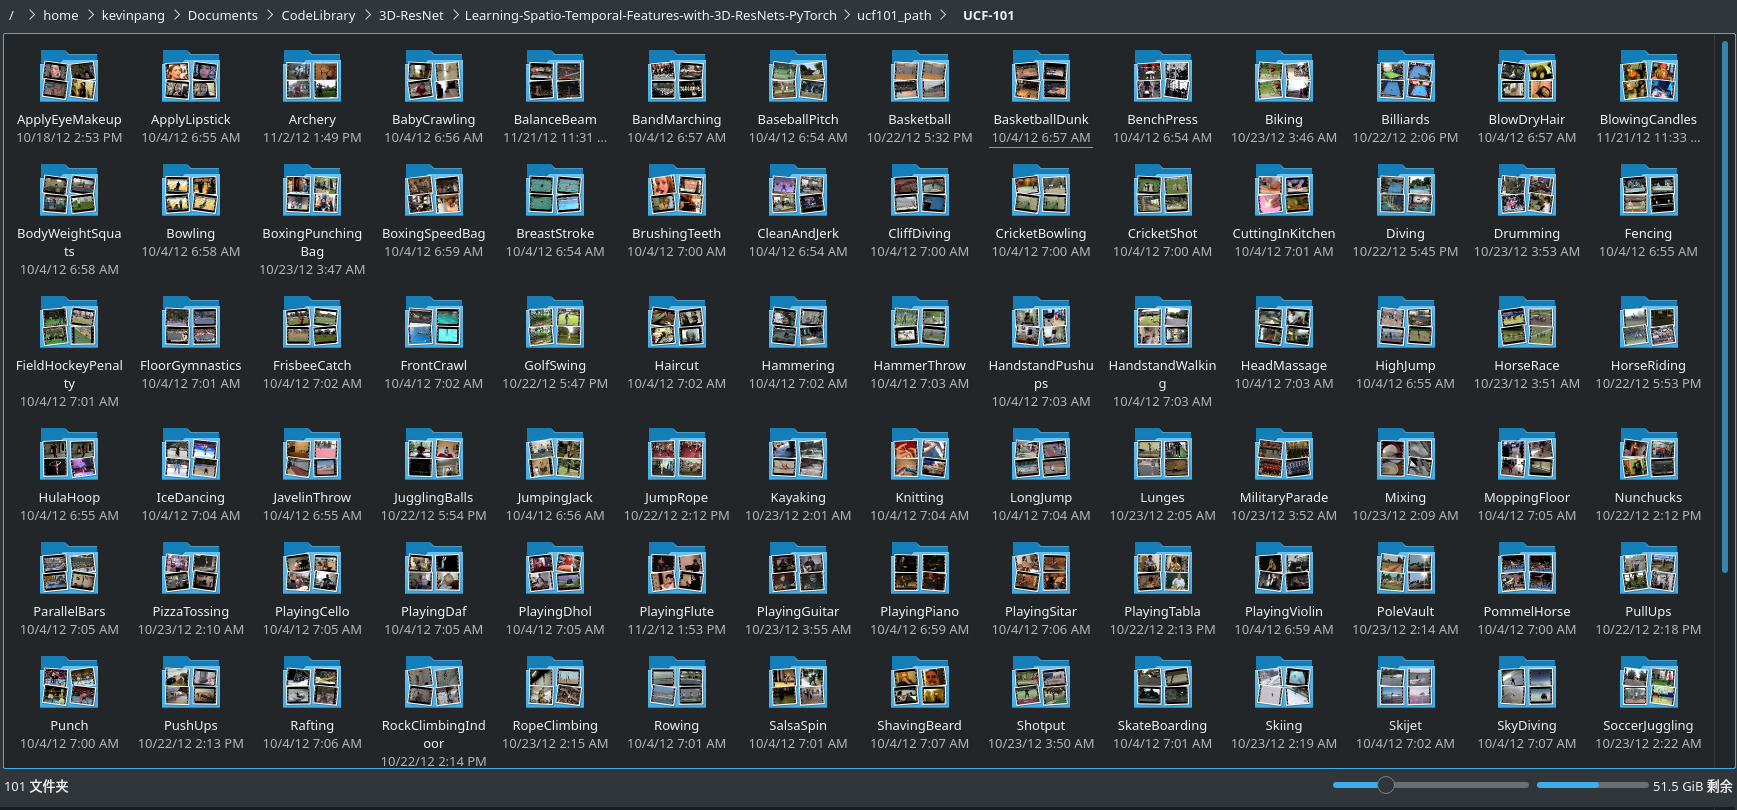 / > home > kevinpang > Documents > CodeLibrary > 3D-ResNet > Learning-Spatio-Temporal-Features-with-3D-ResNets-PyTorch > ucf101_path > UCF-101
ApplyEyeMakeup ApplyLipstick Archery BabyCrawling BalanceBeam BandMarching BaseballPitch Basketball BasketballDunk BenchPress Biking Billiards BlowDryHair BlowingCandles
10/18/12 2:53 PM 10/4/12 6:55 AM 11/2/12 1:49 PM 10/4/12 6:56 AM 11/21/12 11:31 ... 10/4/12 6:57 AM 10/4/12 6:54 AM 10/22/12 5:32 PM 10/4/12 6:57 AM 10/4/12 6:54 AM 10/23/12 3:46 AM 10/22/12 2:06 PM 10/4/12 6:57 AM 11/21/12 11:33 ...
BodyWeightSqua Bowling BoxingPunching BoxingSpeedBag BreastStroke BrushingTeeth CleanAndJerk CliffDiving CricketBowling CricketShot CuttingInKitchen Diving Drumming Fencing
ts 10/4/12 6:58 AM Bag 10/4/12 6:59 AM 10/4/12 6:54 AM 10/4/12 7:00 AM 10/4/12 6:54 AM 10/4/12 7:00 AM 10/4/12 7:00 AM 10/4/12 7:00 AM 10/4/12 7:01 AM 10/22/12 5:45 PM 10/23/12 3:53 AM 10/4/12 6:55 AM
10/4/12 6:58 AM 10/23/12 3:47 AM
FieldHockeyPenal FloorGymnastics FrisbeeCatch FrontCrawl GolfSwing Haircut Hammering HammerThrow HandstandPushu HandstandWalkin HeadMassage HighJump HorseRace HorseRiding
ty 10/4/12 7:01 AM 10/4/12 7:02 AM 10/4/12 7:02 AM 10/22/12 5:47 PM 10/4/12 7:02 AM 10/4/12 7:02 AM 10/4/12 7:03 AM ps g 10/4/12 7:03 AM 10/4/12 6:55 AM 10/23/12 3:51 AM 10/22/12 5:53 PM
10/4/12 7:01 AM 10/4/12 7:03 AM 10/4/12 7:03 AM
HulaHoop IceDancing JavelinThrow JugglingBalls JumpingJack JumpRope Kayaking Knitting LongJump Lunges MilitaryParade Mixing MoppingFloor Nunchucks
10/4/12 6:55 AM 10/4/12 7:04 AM 10/4/12 6:55 AM 10/22/12 5:54 PM 10/4/12 6:56 AM 10/22/12 2:12 PM 10/23/12 2:01 AM 10/4/12 7:04 AM 10/4/12 7:04 AM 10/23/12 2:05 AM 10/23/12 3:52 AM 10/23/12 2:09 AM 10/4/12 7:05 AM 10/22/12 2:12 PM
ParallelBars PizzaTossing PlayingCello PlayingDaf PlayingDhol PlayingFlute PlayingGuitar PlayingPiano PlayingSitar PlayingTabla PlayingViolin PoleVault PommelHorse PullUps
10/4/12 7:05 AM 10/23/12 2:10 AM 10/4/12 7:05 AM 10/4/12 7:05 AM 10/4/12 7:05 AM 11/2/12 1:53 PM 10/23/12 3:55 AM 10/4/12 6:59 AM 10/4/12 7:06 AM 10/22/12 2:13 PM 10/4/12 6:59 AM 10/23/12 2:14 AM 10/4/12 7:00 AM 10/22/12 2:18 PM
Punch PushUps Rafting RockClimbingInd RopeClimbing Rowing SalsaSpin ShavingBeard Shotput SkateBoarding Skiing Skijet SkyDiving SoccerJuggling
10/4/12 7:00 AM 10/22/12 2:13 PM 10/4/12 7:06 AM oor 10/23/12 2:15 AM 10/4/12 7:01 AM 10/4/12 7:01 AM 10/4/12 7:07 AM 10/23/12 3:50 AM 10/4/12 7:01 AM 10/23/12 2:19 AM 10/4/12 7:02 AM 10/4/12 7:07 AM 10/23/12 2:22 AM
10/22/12 2:14 PM
101 文件夹 51.5 GiB 剩余